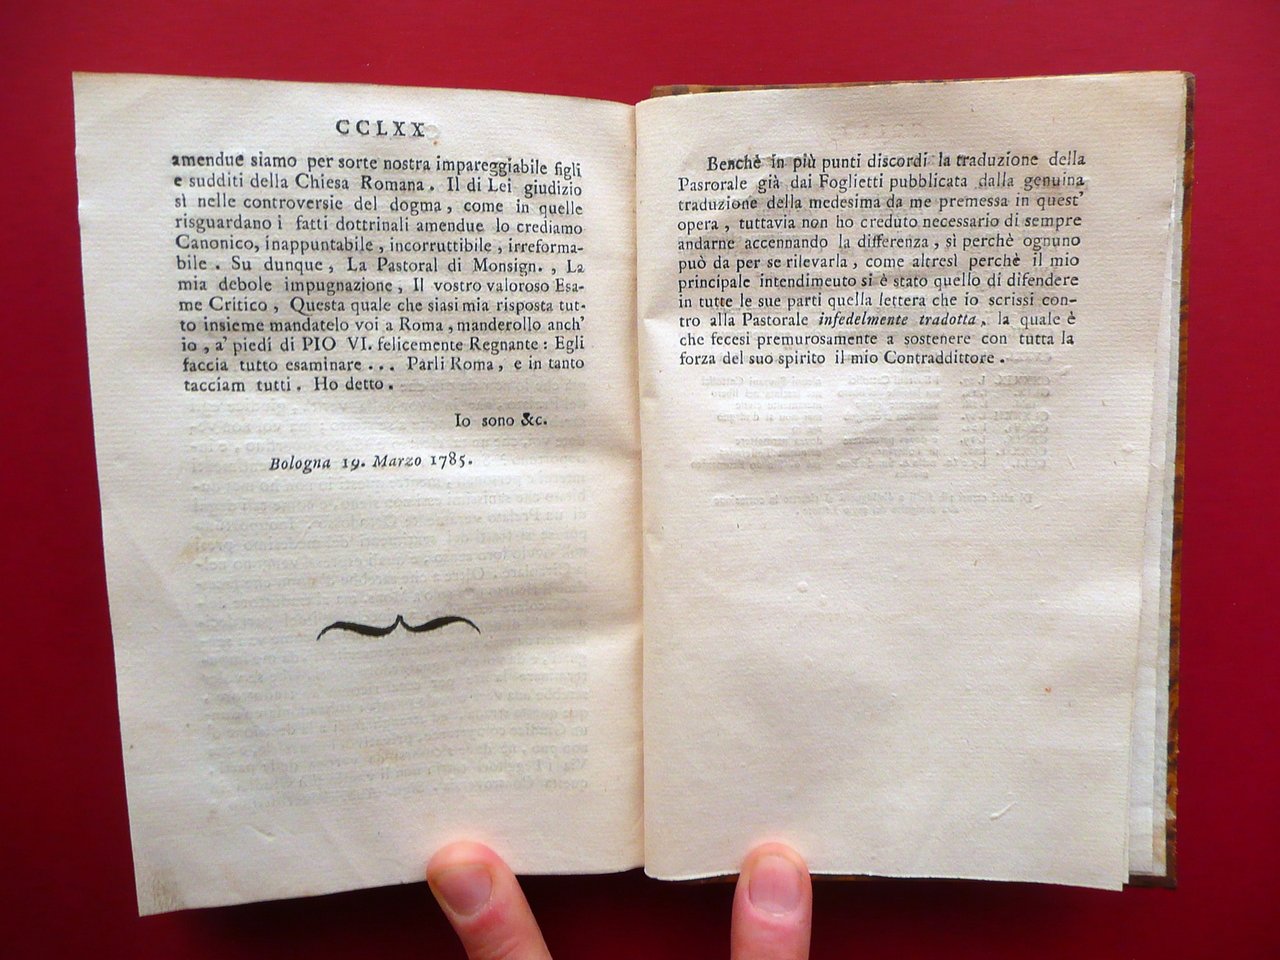 CCLXX
amendue siamo per sorte nostra impareggiabile figli
e sudditi della Chiesa Romana. Il di Lei giudizio
sì nelle controversie del dogma, come in quelle
risguardano i fatti dottrinali amendue lo crediamo
Canonico, inappuntabile, incorruttibile, irreforma-
bile. Su dunque, La Pastoral di Monsign., La
mia debole impugnazione, Il vostro valoroso Esa-
me Critico, Questa quale che siasi mia risposta tut-
to insieme mandatelo voi a Roma, manderollo anch'
io, a' piedi di PIO VI. felicemente Regnante: Egli
faccia tutto esaminare ... Parli Roma, e in tanto
tacciam tutti. Ho detto.
Io sono &c.
Bologna 19. Marzo 1785.
Benchè in più punti discordi la traduzione della
Pasrorale già dai Foglietti pubblicata dalla genuina
traduzione della medesima da me premessa in quest'
opera, tuttavia non ho creduto necessario di sempre
andarne accennando la differenza, sì perchè ognuno
può da per se rilevarla, come altresì perchè il mio
principale intendimeuto si è stato quello di difendere
in tutte le sue parti quella lettera che io scrissi con-
tro alla Pastorale infedelmente tradotta, la quale è
che fecesi premurosamente a sostenere con tutta la
forza del suo spirito il mio Contraddittore.